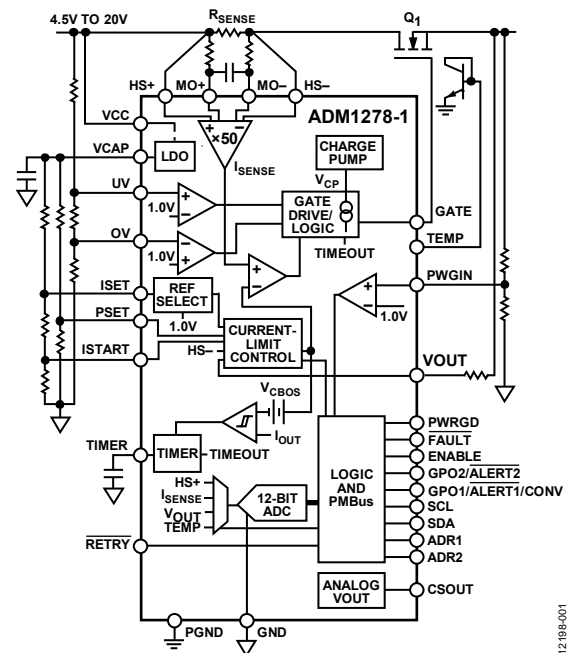 4.5V TO 20V
RSENSE
Q1
HS+
MO+
MO–
HS–
ADM1278-1
VCC
VCAP
LDO
+ –
×50
ISENSE
CHARGE
PUMP
VCP
UV
+
1.0V –
GATE
DRIVE/
LOGIC
GATE
TEMP
OV
–
1.0V +
TIMEOUT
+ –
PWGIN
+
–
1.0V
ISET
REF
SELECT
1.0V
PSET
ISTART
CURRENT-
LIMIT
CONTROL
HS–
VOUT
VCBOS
IOUT
TIMER
TIMER
TIMEOUT
HS+
ISENSE
VOUT
TEMP
12-BIT
ADC
LOGIC
AND
PMBus
PWRGD
FAULT
ENABLE
GPO2/ALERT2
GPO1/ALERT1/CONV
SCL
SDA
ADR1
ADR2
RETRY
ANALOG
VOUT
CSOUT
PGND
GND
12198-001